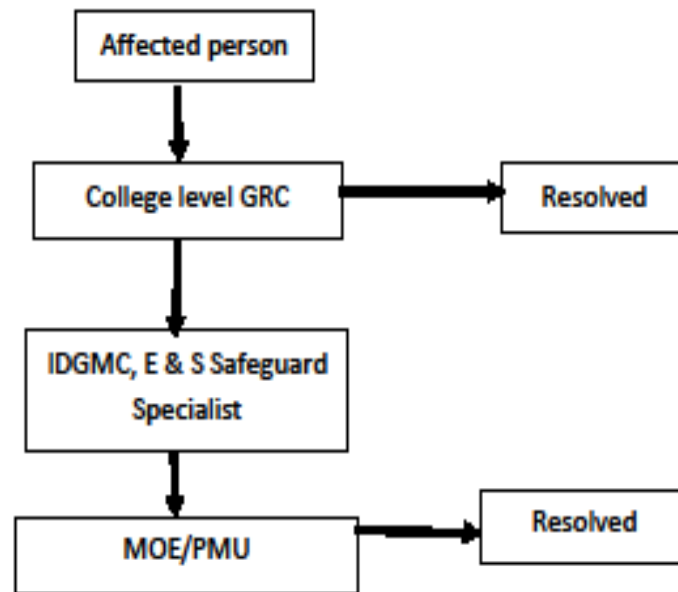 Affected person
College level GRC
Resolved
IDGMC, E & S Safeguard
Specialist
MOE/PMU
Resolved